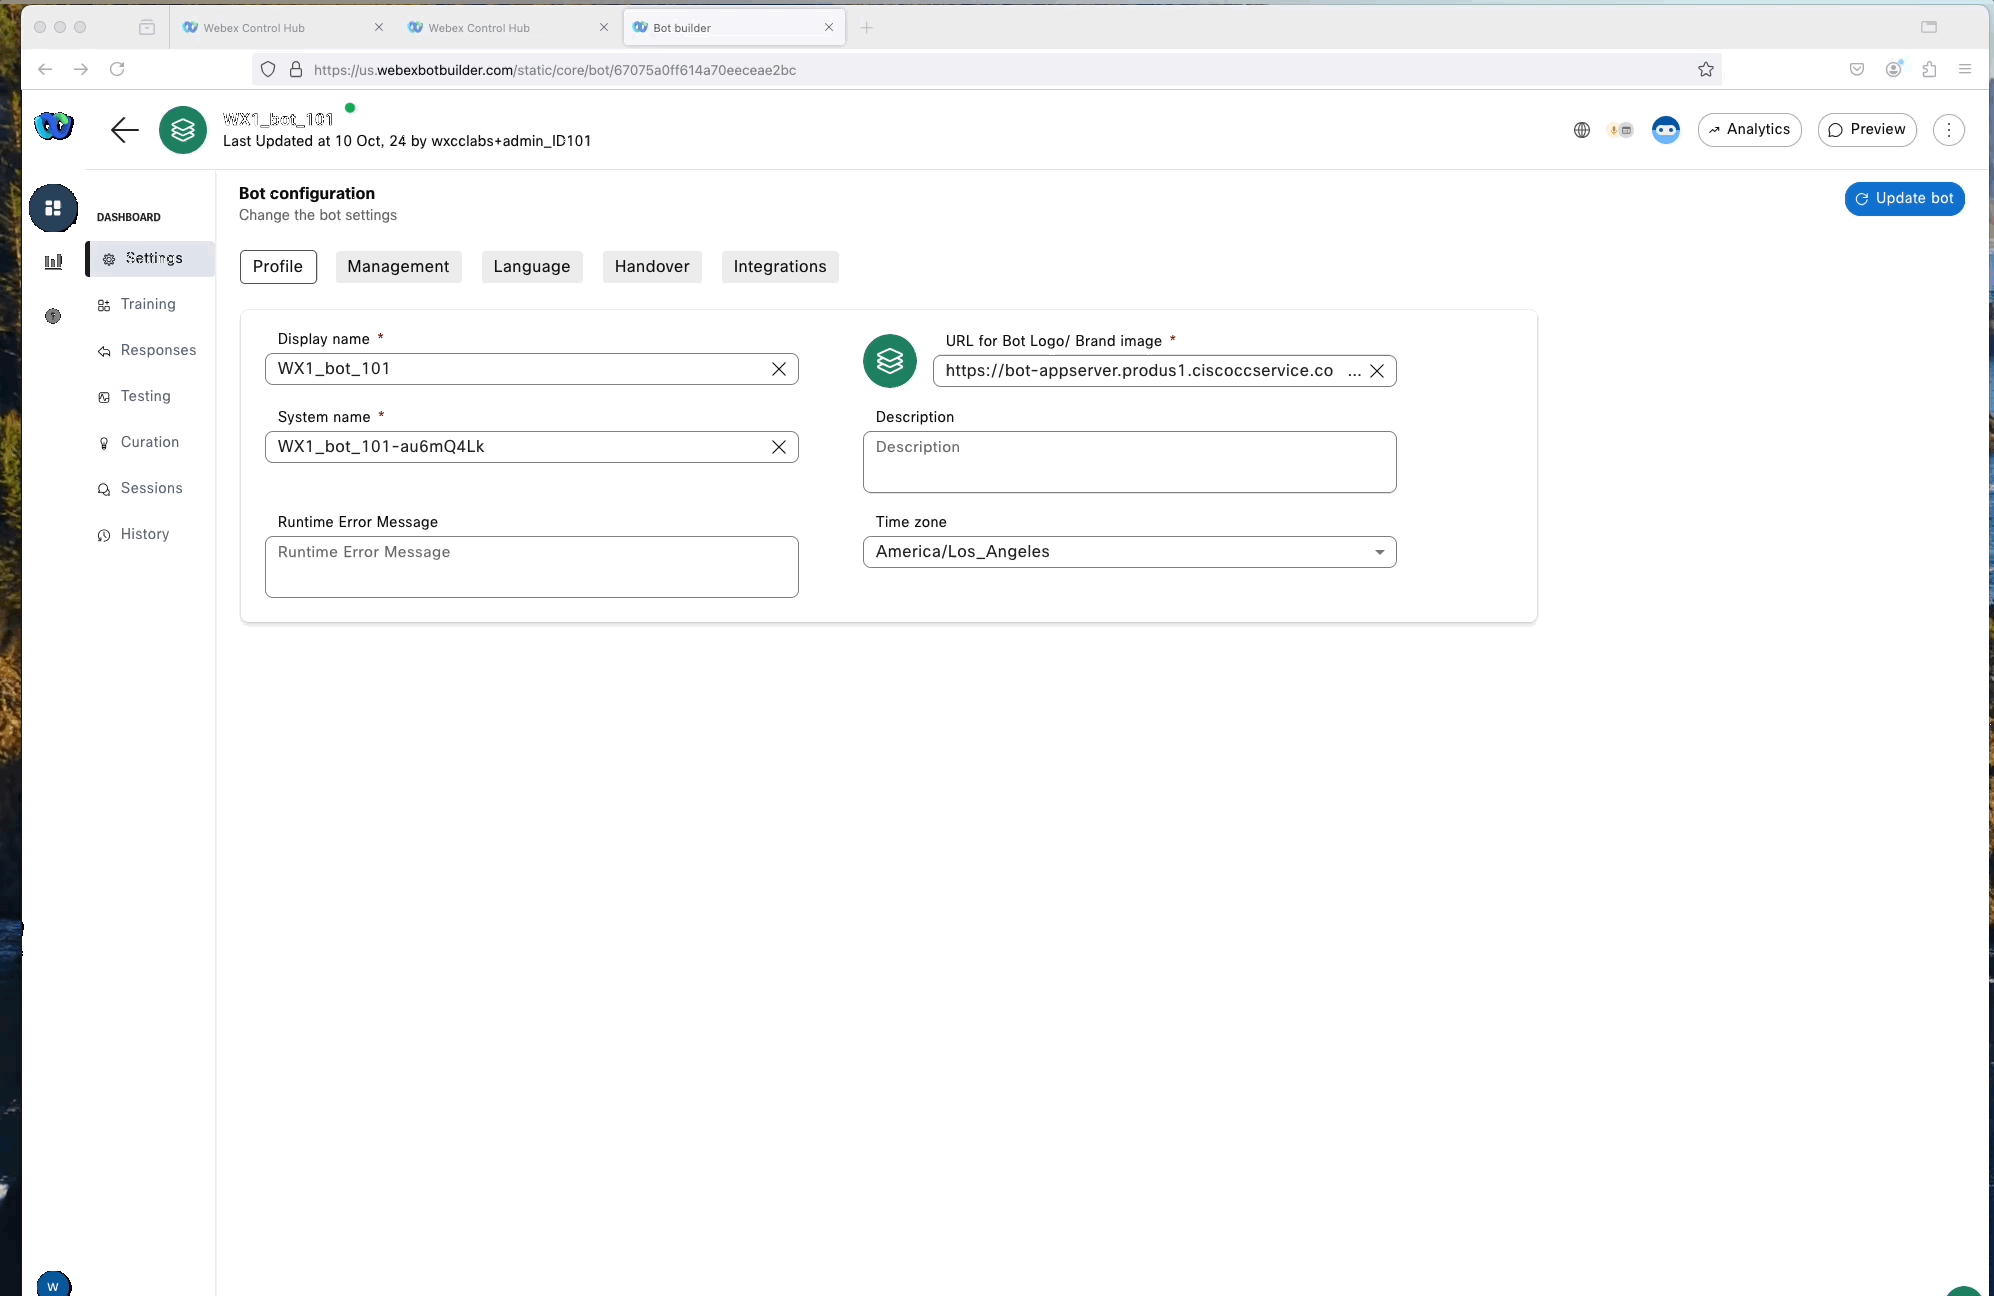 Webex Control Hub
Webex Control Hub
Bot builder
https://us.webexbotbuilder.com/static/core/bot/67075a0ff614a70eeceae2bc
WX1_bot_101
Last Updated at 10 Oct, 24 by wxcclabs+admin_ID101
Analytics
Preview
DASHBOARD
Settings
Training
Responses
Testing
Curation
Sessions
History
Bot configuration
Change the bot settings
Update bot
Profile
Management
Language
Handover
Integrations
Display name *
WX1_bot_101
URL for Bot Logo/ Brand image *
https://bot-appserver.produs1.ciscoccservice.co ...
System name *
WX1_bot_101-au6mQ4Lk
Description
Description
Runtime Error Message
Runtime Error Message
Time zone
America/Los_Angeles
W